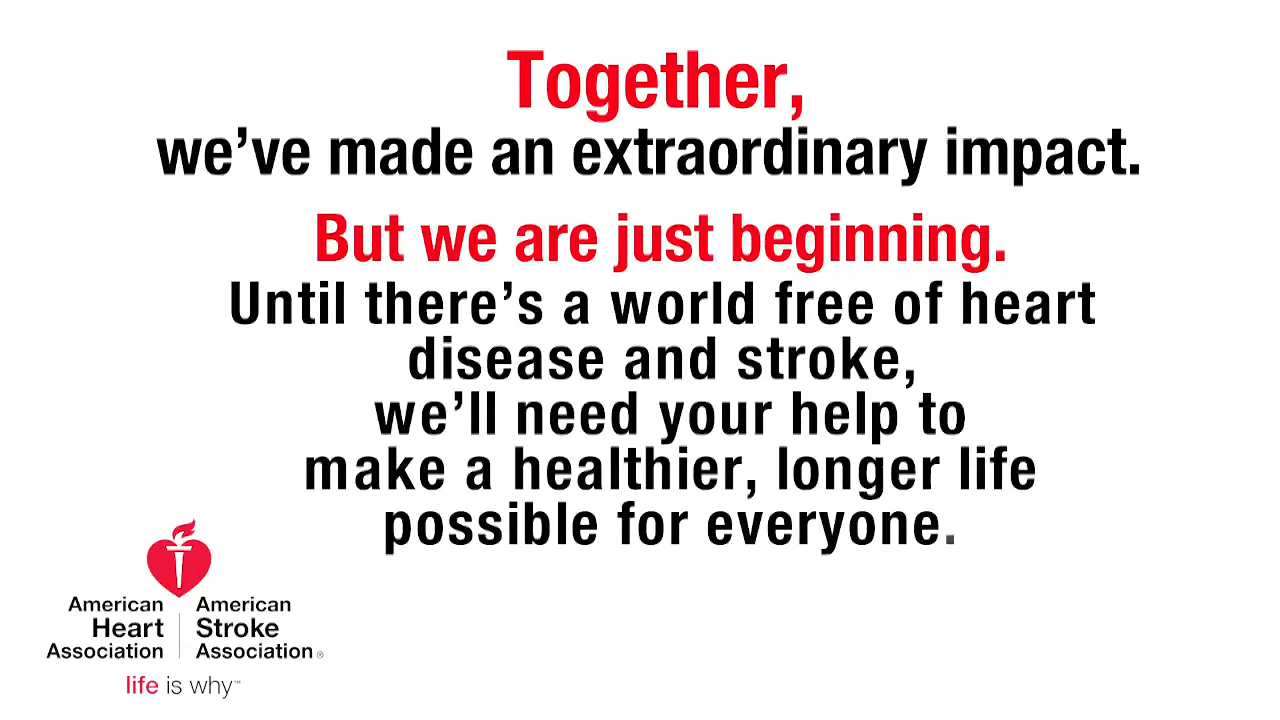 Together,
we’ve made an extraordinary impact.
But we are just beginning.
Until there’s a world free of heart
disease and stroke,
we’ll need your help to
make a healthier, longer life
possible for everyone.
American
Heart
Association
American
Stroke
Association®
life is why™